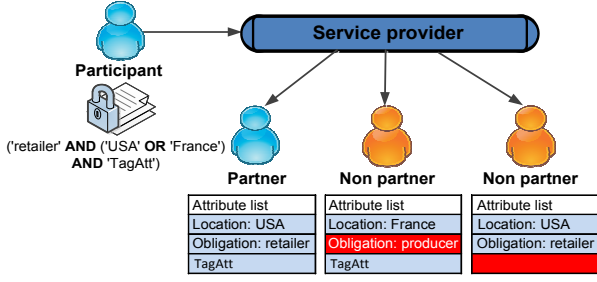 Service provider
Participant
('retailer' AND ('USA' OR 'France')
AND 'TagAtt')
Partner
Non partner
Non partner
Attribute list
Location: USA
Obligation: retailer
TagAtt
Attribute list
Location: France
Obligation: producer
TagAtt
Attribute list
Location: USA
Obligation: retailer